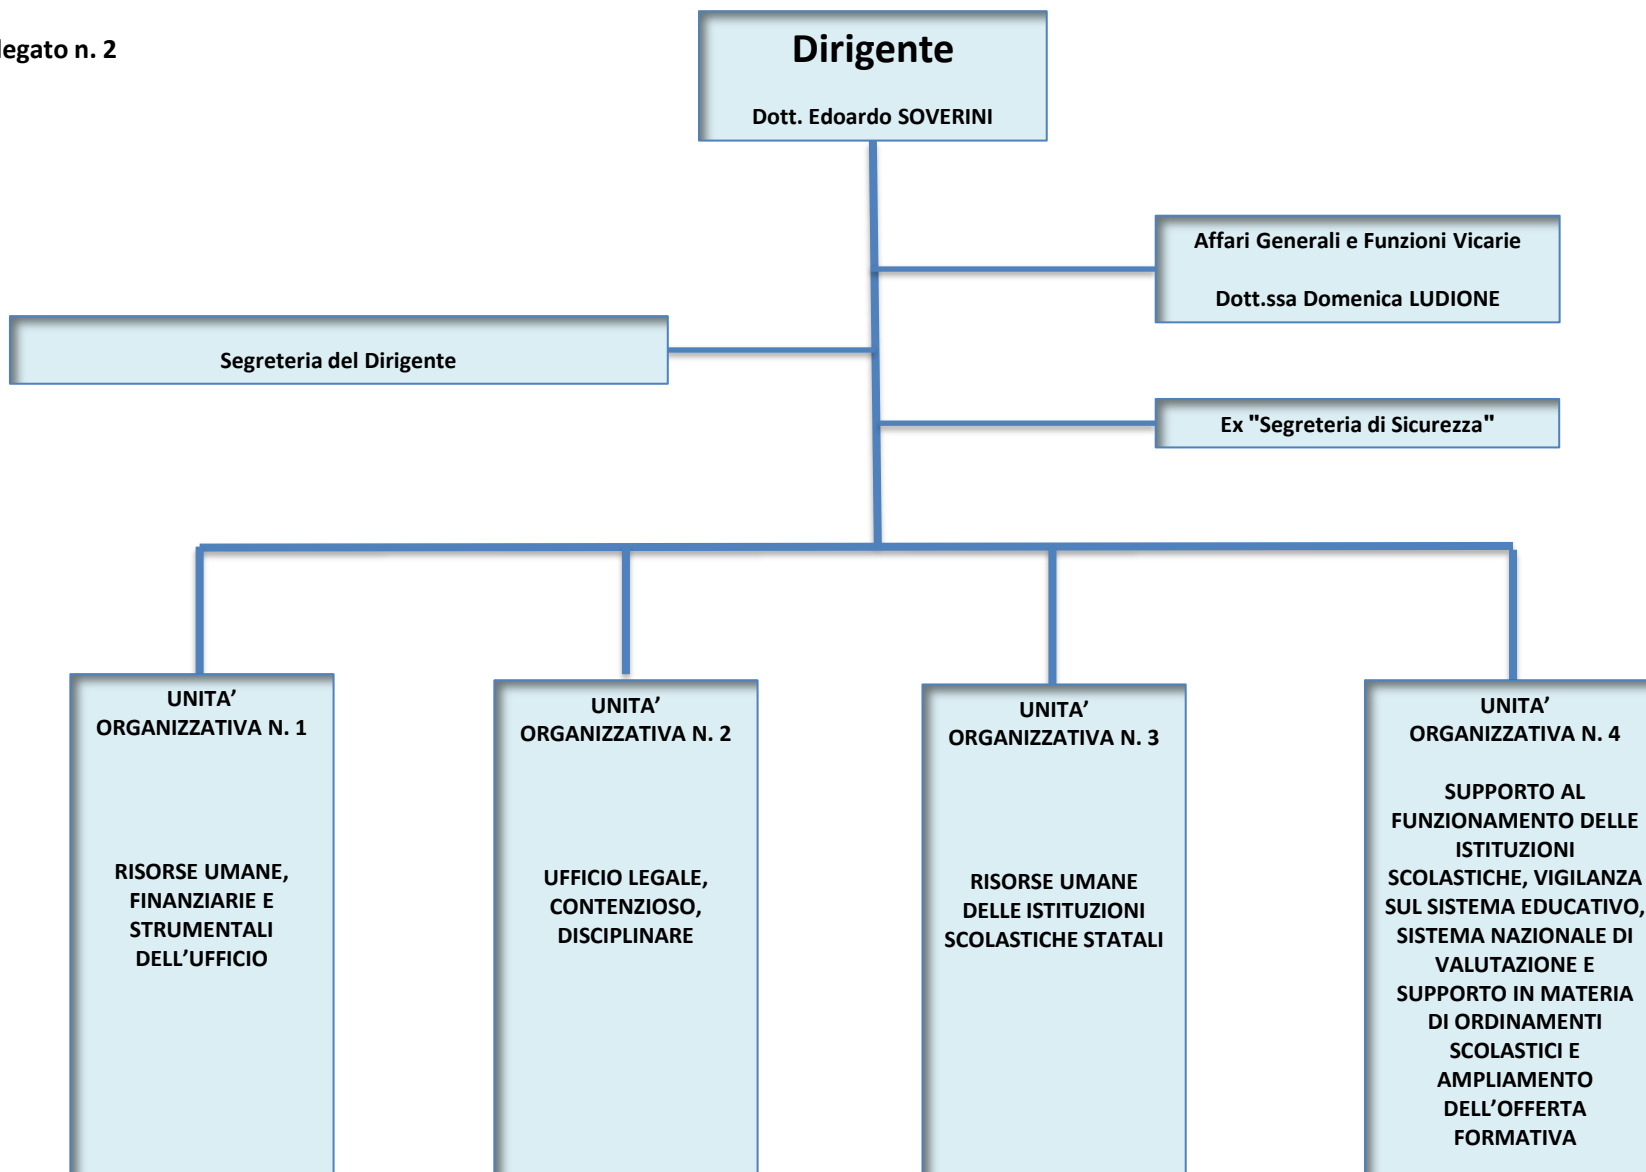 legato n. 2
Dirigente
Dott. Edoardo SOVERINI
Affari Generali e Funzioni Vicarie
Dott.ssa Domenica LUDIONE
Segreteria del Dirigente
Ex "Segreteria di Sicurezza"
UNITA’
ORGANIZZATIVA N. 1
RISORSE UMANE,
FINANZIARIE E
STRUMENTALI
DELL’UFFICIO
UNITA’
ORGANIZZATIVA N. 2
UFFICIO LEGALE,
CONTENZIOSO,
DISCIPLINARE
UNITA’
ORGANIZZATIVA N. 3
RISORSE UMANE
DELLE ISTITUZIONI
SCOLASTICHE STATALI
UNITA’
ORGANIZZATIVA N. 4
SUPPORTO AL
FUNZIONAMENTO DELLE
ISTITUZIONI
SCOLASTICHE, VIGILANZA
SUL SISTEMA EDUCATIVO,
SISTEMA NAZIONALE DI
VALUTAZIONE E
SUPPORTO IN MATERIA
DI ORDINAMENTI
SCOLASTICI E
AMPLIAMENTO
DELL’OFFERTA
FORMATIVA